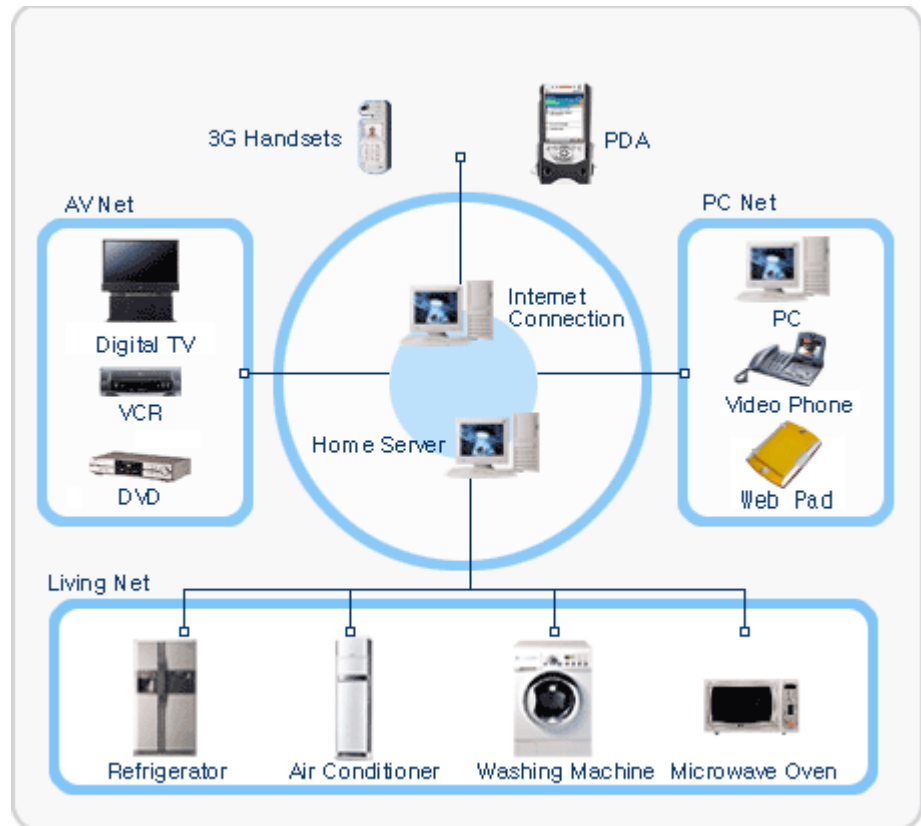 3G Handsets
PDA
AV Net
PC Net
Internet
Connection
Digital TV
PC
VCR
Video Phone
Home Server
DVD
Web Pad
Living Net
Refrigerator
Air Conditioner
Washing Machine
Microwave Oven